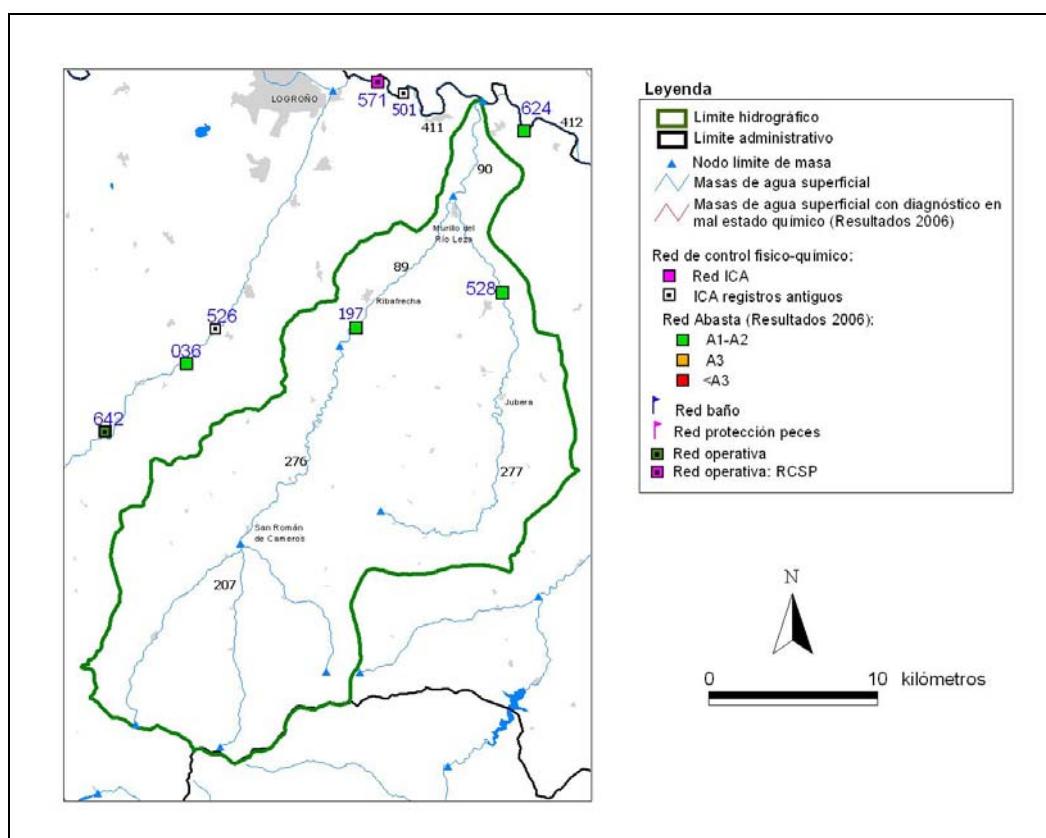 LOGROÑO
571
501
411
624
412
90
Murillo del
Río Leza
89
528
Ribafrecha
197
526
036
642
Jubera
276
277
San Román
de Cameros
207
Leyenda
Límite hidrográfico
Límite administrativo
Nodo límite de masa
Masas de agua superficial
Masas de agua superficial con diagnóstico en
mal estado químico (Resultados 2006)
Red de control físico-químico:
Red ICA
ICA registros antiguos
Red Abasta (Resultados 2006):
A1-A2
A3
<A3
Red baño
Red protección peces
Red operativa
Red operativa: RCSP
N
0 10 kilómetros